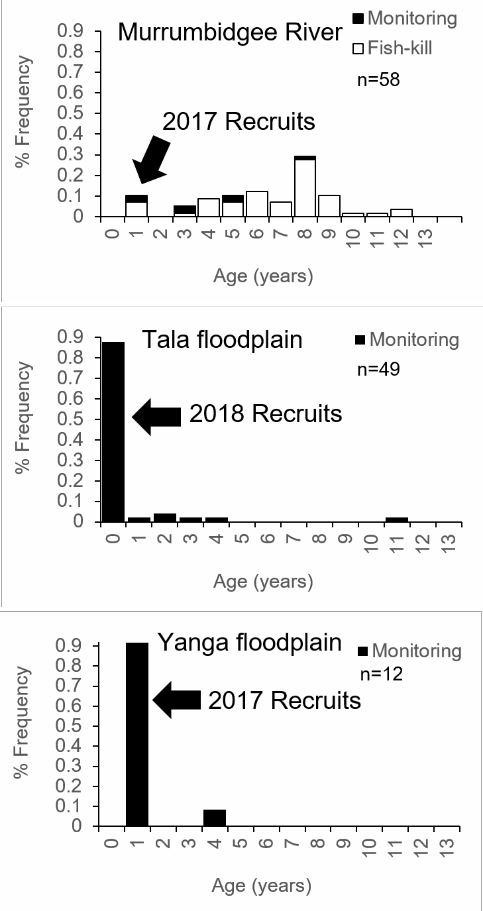 Murrumbidgee River
Monitoring
Fish-kill
n=58
2017 Recruits
% Frequency
0.9
0.8
0.7
0.6
0.5
0.4
0.3
0.2
0.1
0
0 1 2 3 4 5 6 7 8 9 10 11 12 13
Age (years)
Tala floodplain
Monitoring
n=49
2018 Recruits
% Frequency
0.9
0.8
0.7
0.6
0.5
0.4
0.3
0.2
0.1
0
0 1 2 3 4 5 6 7 8 9 10 11 12 13
Age (years)
Yanga floodplain
Monitoring
n=12
2017 Recruits
% Frequency
0.9
0.8
0.7
0.6
0.5
0.4
0.3
0.2
0.1
0
0 1 2 3 4 5 6 7 8 9 10 11 12 13
Age (years)